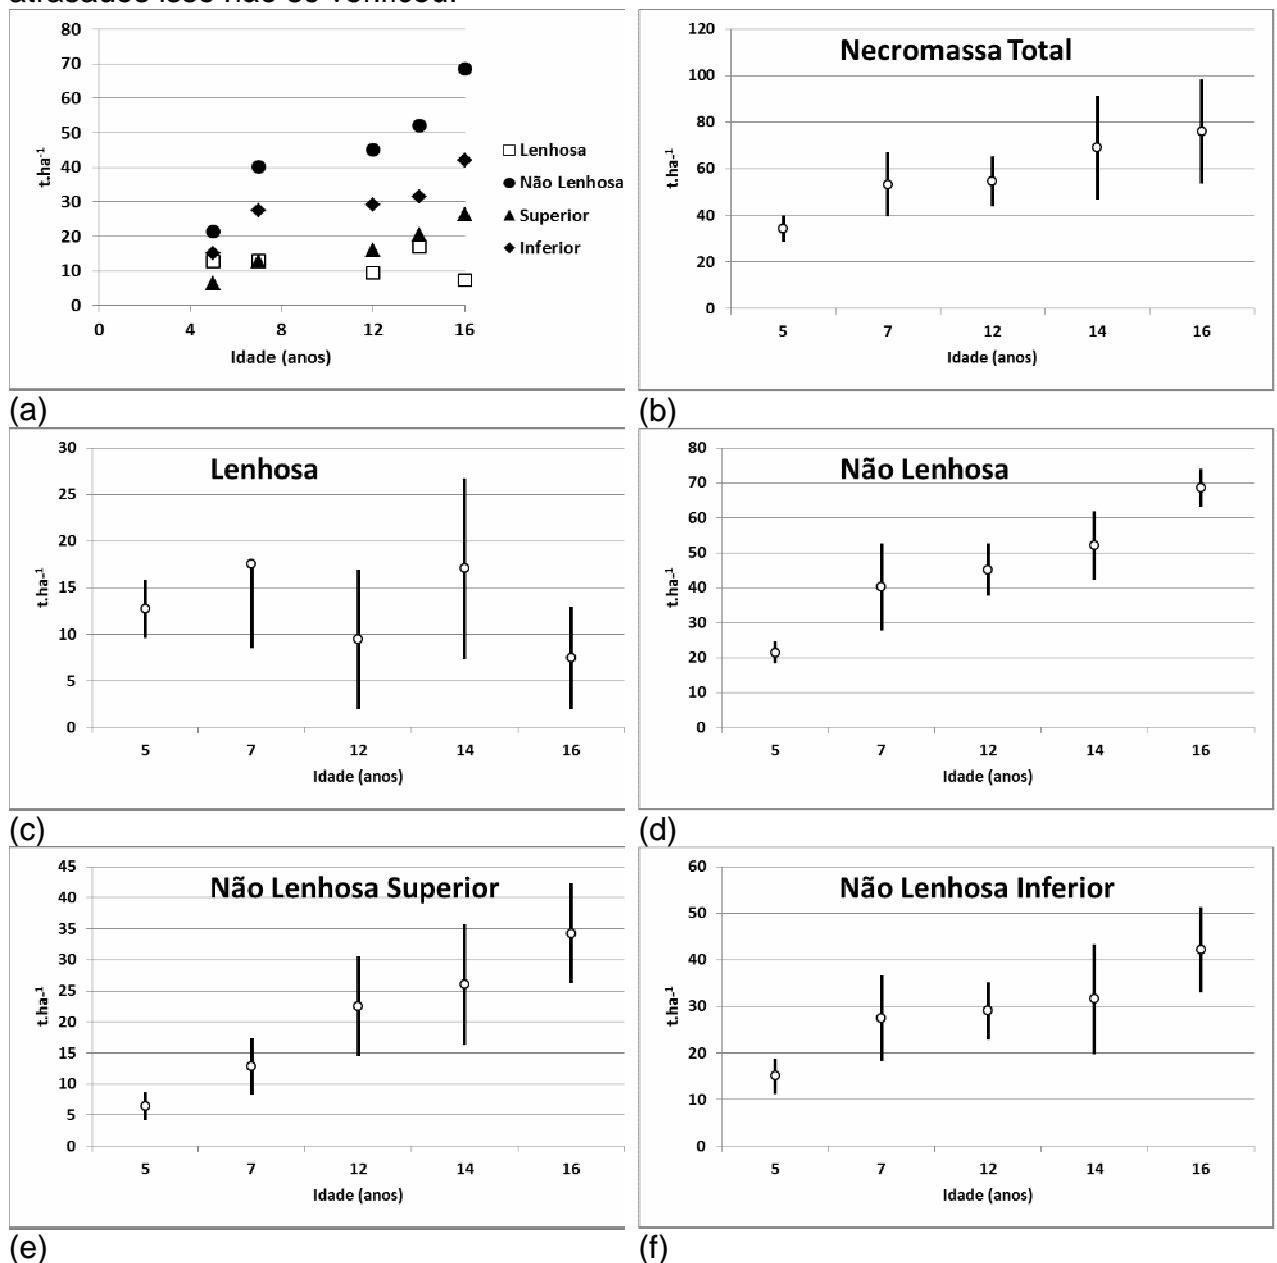 atrasados isso não se verificou.
80
70
60
50
40
30
20
10
0
t.ha-1
0 4 8 12 16
Idade (anos)
Lenhosa
Não Lenhosa
Superior
Inferior
(a)
Necromassa Total
120
100
80
60
40
20
0
t.ha-1
5 7 12 14 16
Idade (anos)
(b)
Lenhosa
30
25
20
15
10
5
0
t.ha-1
5 7 12 14 16
Idade (anos)
(c)
Não Lenhosa
80
70
60
50
40
30
20
10
0
t.ha-1
5 7 12 14 16
Idade (anos)
(d)
Não Lenhosa Superior
45
40
35
30
25
20
15
10
5
0
t.ha-1
5 7 12 14 16
Idade (anos)
(e)
Não Lenhosa Inferior
60
50
40
30
20
10
0
t.ha-1
5 7 12 14 16
Idade (anos)
(f)